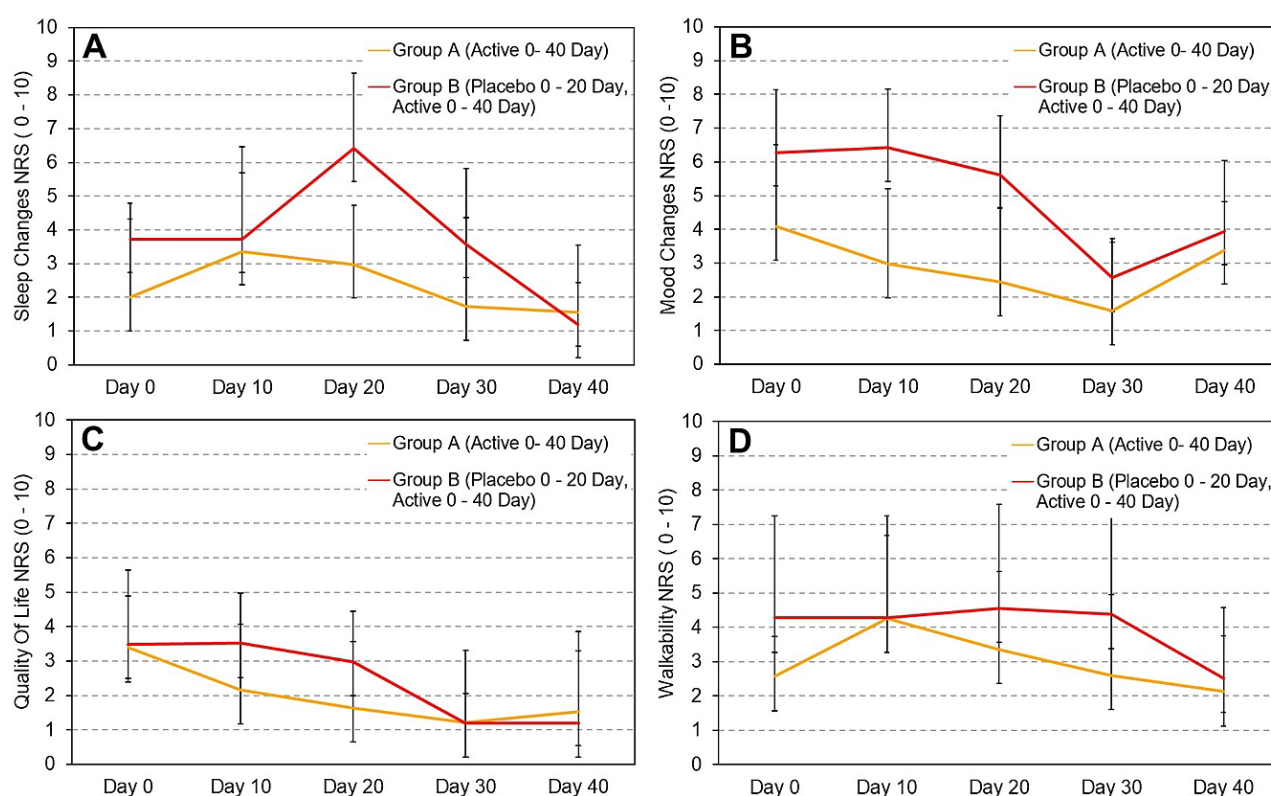 A
Group A (Active 0- 40 Day)
Group B (Placebo 0 - 20 Day,
Active 0 - 40 Day)
Sleep Changes NRS ( 0 - 10)
10
9
8
7
6
5
4
3
2
1
0
Day 0 Day 10 Day 20 Day 30 Day 40
B
Group A (Active 0- 40 Day)
Group B (Placebo 0 - 20 Day
Active 0 - 40 Day)
Mood Changes NRS (0 -10)
10
9
8
7
6
5
4
3
2
1
0
Day 0 Day 10 Day 20 Day 30 Day 40
C
Group A (Active 0- 40 Day)
Group B (Placebo 0 - 20 Day,
Active 0 - 40 Day)
Quality Of Life NRS (0 - 10)
10
9
8
7
6
5
4
3
2
1
0
Day 0 Day 10 Day 20 Day 30 Day 40
D
Group A (Active 0- 40 Day)
Group B (Placebo 0 - 20 Day,
Active 0 - 40 Day)
Walkability NRS ( 0 - 10)
10
9
8
7
6
5
4
3
2
1
0
Day 0 Day 10 Day 20 Day 30 Day 40